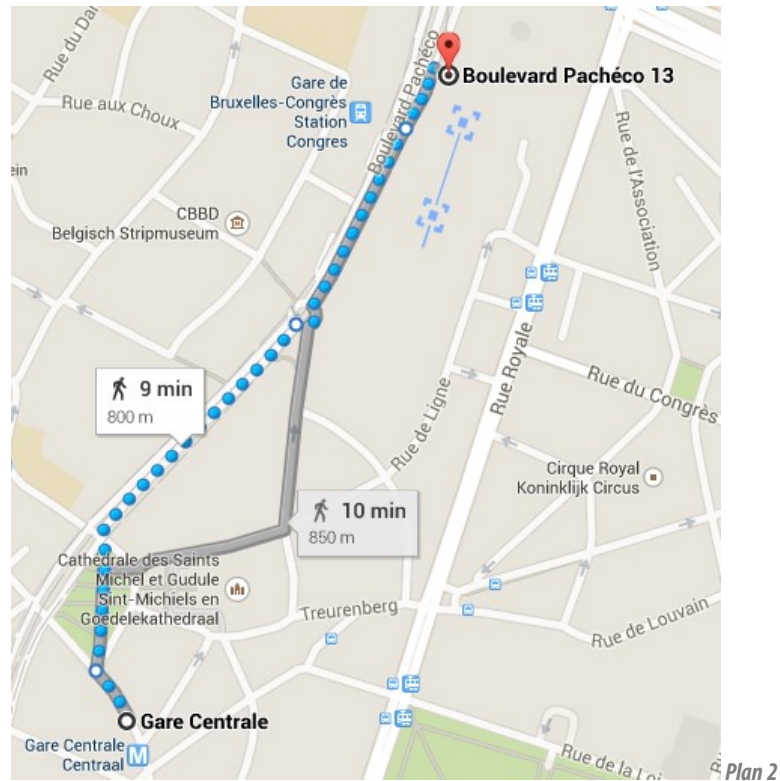 Rue du Da
Rue aux Choux
ein
Gare de
Bruxelles-Congrès
Station
Congres
Boulevard Pachéco
Boulevard Pachéco 13
CBBD
Belgisch Stripmuseum
Rue de l'Association
Rue Royale
Rue du Congrès
Rue de Ligne
9 min
800 m
10 min
850 m
Cirque Royal
Koninklijk Circus
Cathédrale des Saints
Michel et Gudule
Sint-Michiels en
Goedelekathedraal
Treurenberg
Rue de Louvain
Gare Centrale
Gare Centrale
Centraal
M
Rue de la Loi
Plan 2